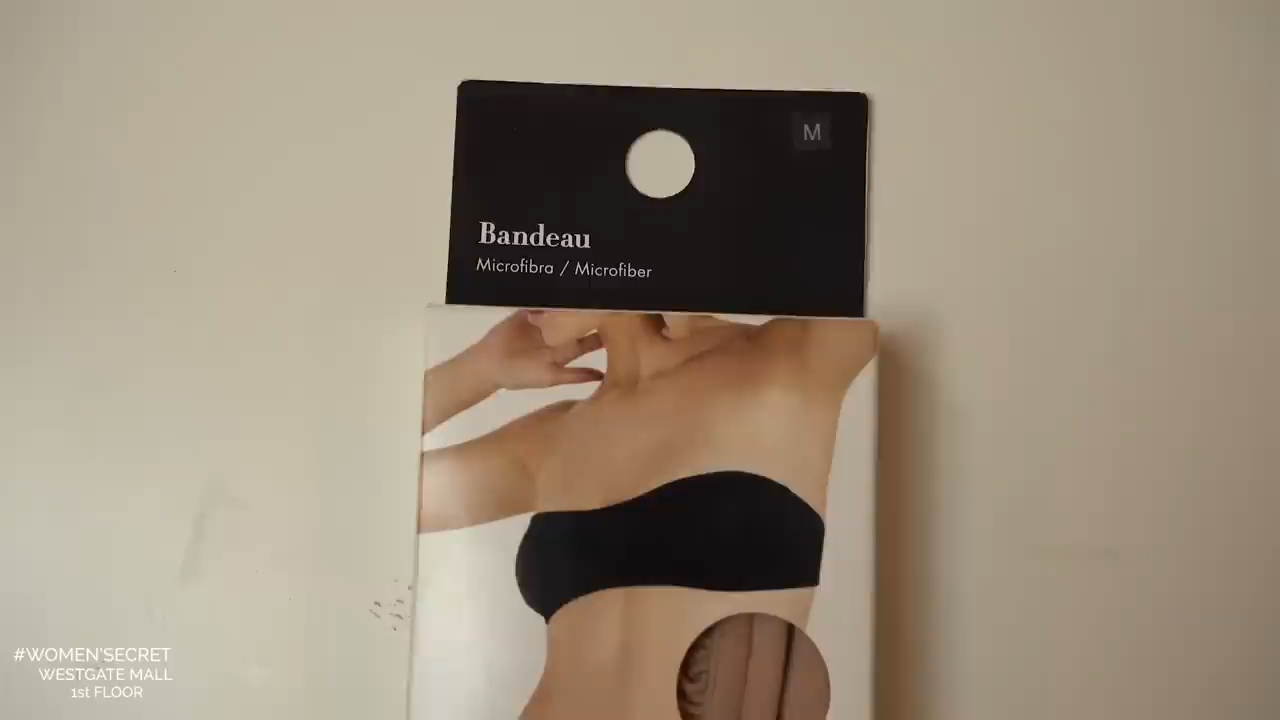 M
Bandeau
Microfibra / Microfiber
#WOMEN'SECRET
WESTGATE MALL
1st FLOOR